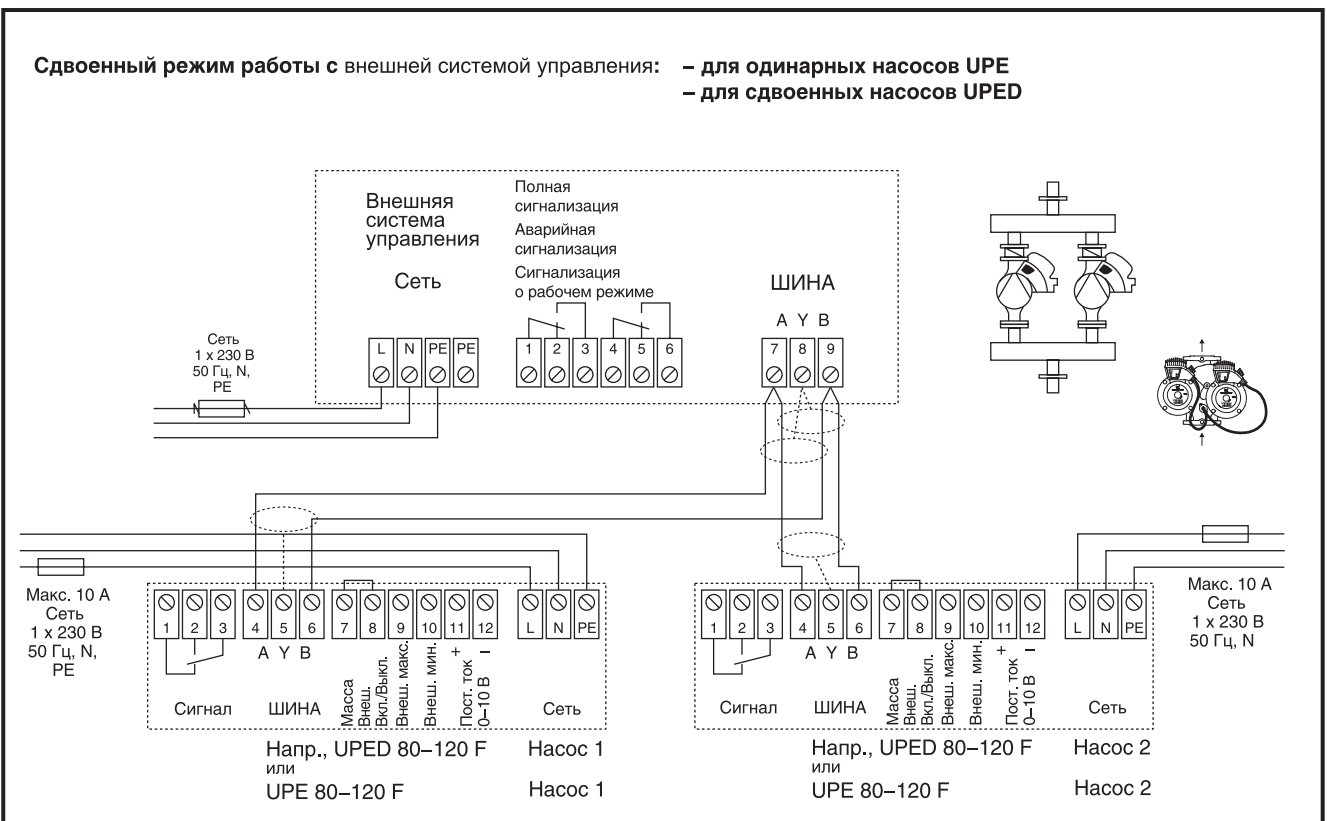 Сдвоенный режим работы с внешней системой управления: – для одинарных насосов UPE
– для сдвоенных насосов UPED
Внешняя
система
управления
Сеть
Полная
сигнализация
Аварийная
сигнализация
Сигнализация
о рабочем режиме
ШИНА
A Y B
L N PE PE
1 2 3 4 5 6
7 8 9
Сеть
1 x 230 В
50 Гц, N,
PE
Макс. 10 А
Сеть
1 x 230 В
50 Гц, N,
PE
1 2 3 4 5 6 7 8 9 10 11 12 L N PE
A Y B
+ –
Сигнал
ШИНА
Масса
Внеш.
Вкл./Выкл.
Внеш. макс.
Внеш. мин.
Пост. ток
0–10 В
Сеть
Напр., UPED 80–120 F Насос 1
или
UPE 80–120 F Насос 1
1 2 3 4 5 6 7 8 9 10 11 12 L N PE
A Y B
+ –
Сигнал
ШИНА
Масса
Внеш.
Вкл./Выкл.
Внеш. макс.
Внеш. мин.
Пост. ток
0–10 В
Сеть
Напр., UPED 80–120 F Насос 2
или
UPE 80–120 F Насос 2
Макс. 10 А
Сеть
1 x 230 В
50 Гц, N